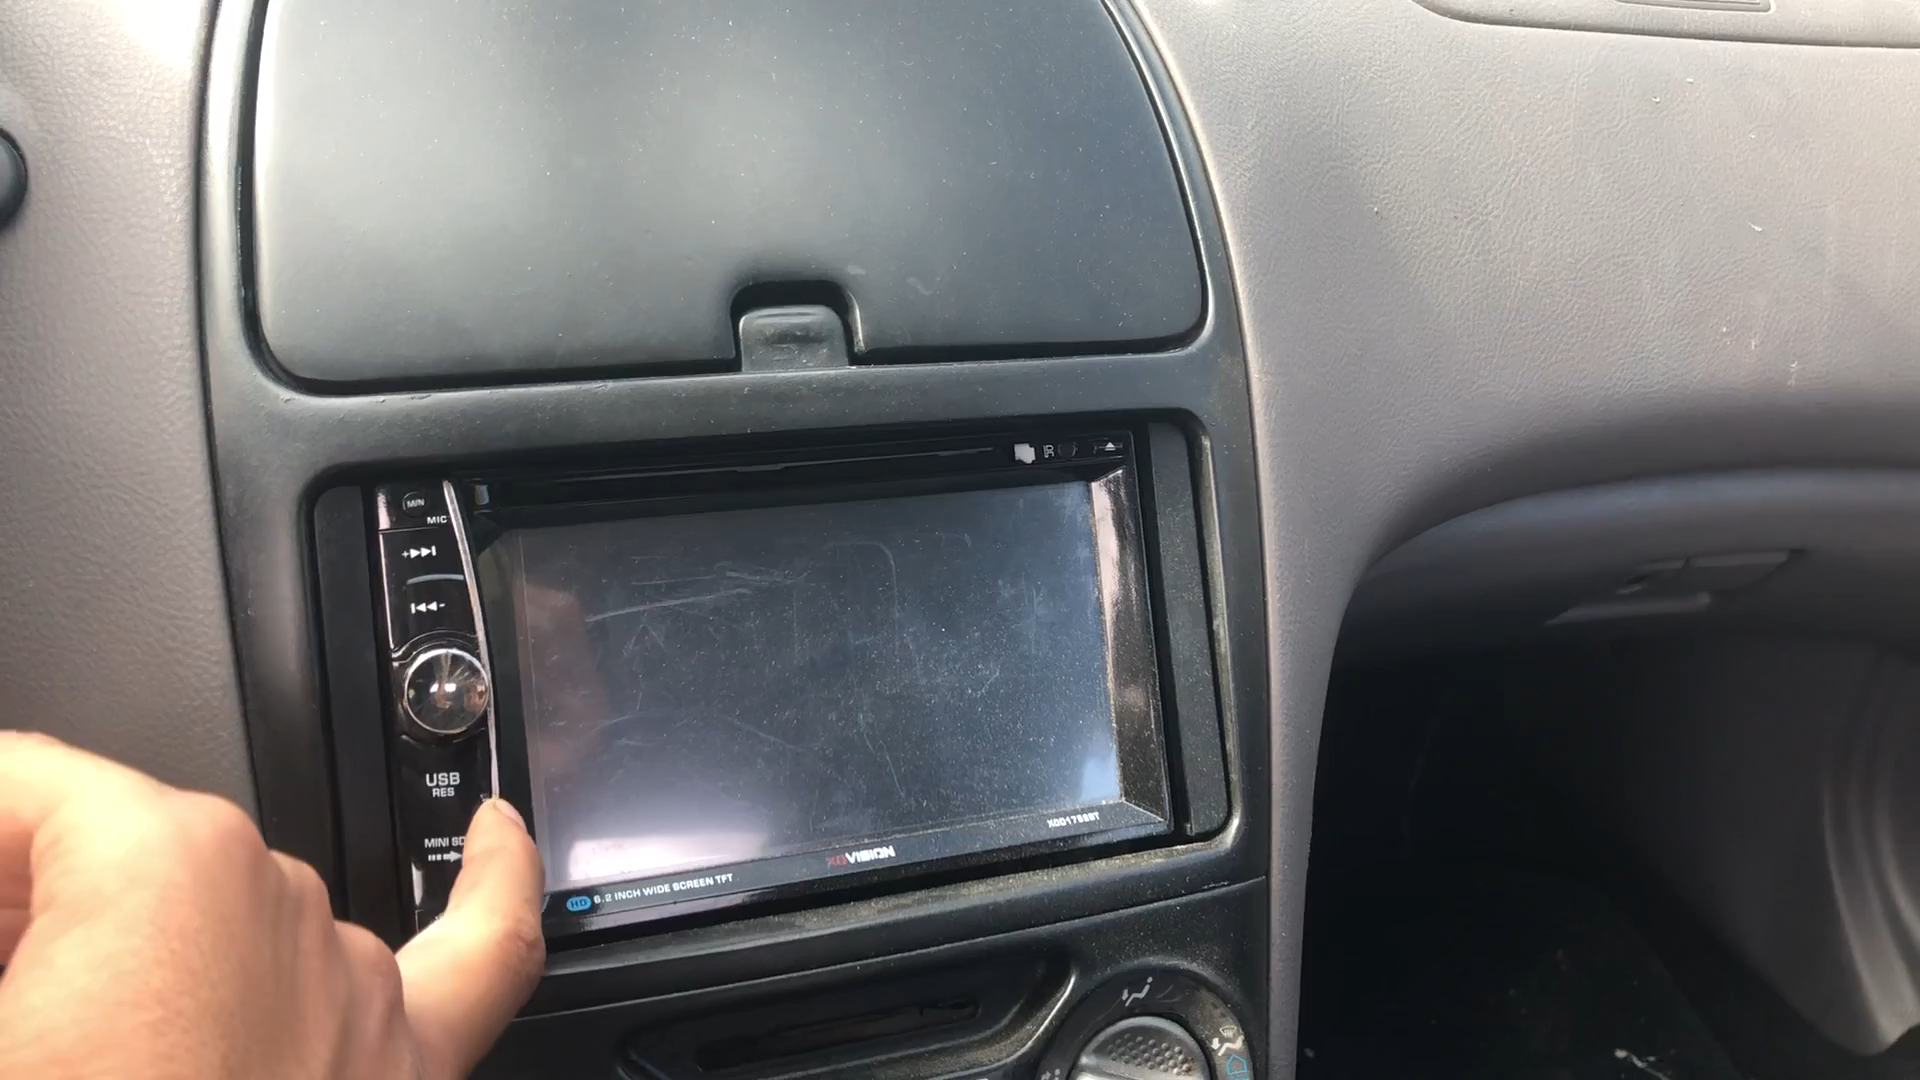 M/N
MIC
USB
RES
MINI SD
XOVISION
HD 6.2 INCH WIDE SCREEN TFT